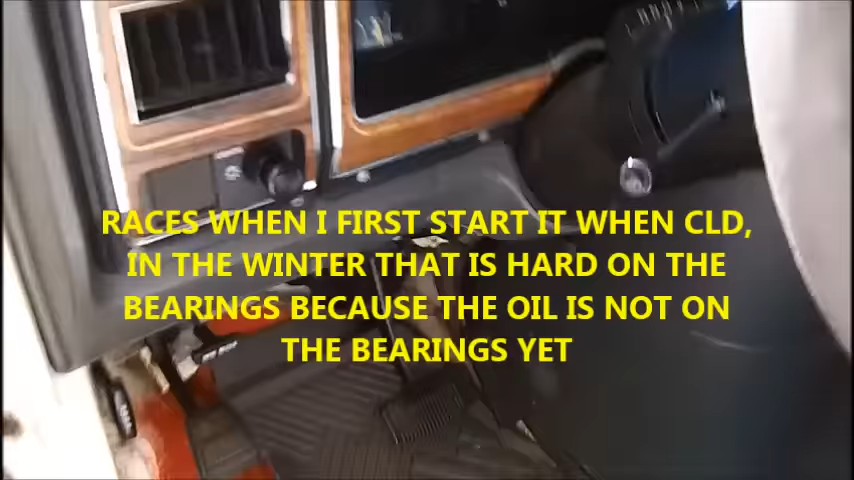 RACES WHEN I FIRST START IT WHEN CLD,
IN THE WINTER THAT IS HARD ON THE
BEARINGS BECAUSE THE OIL IS NOT ON
THE BEARINGS YET